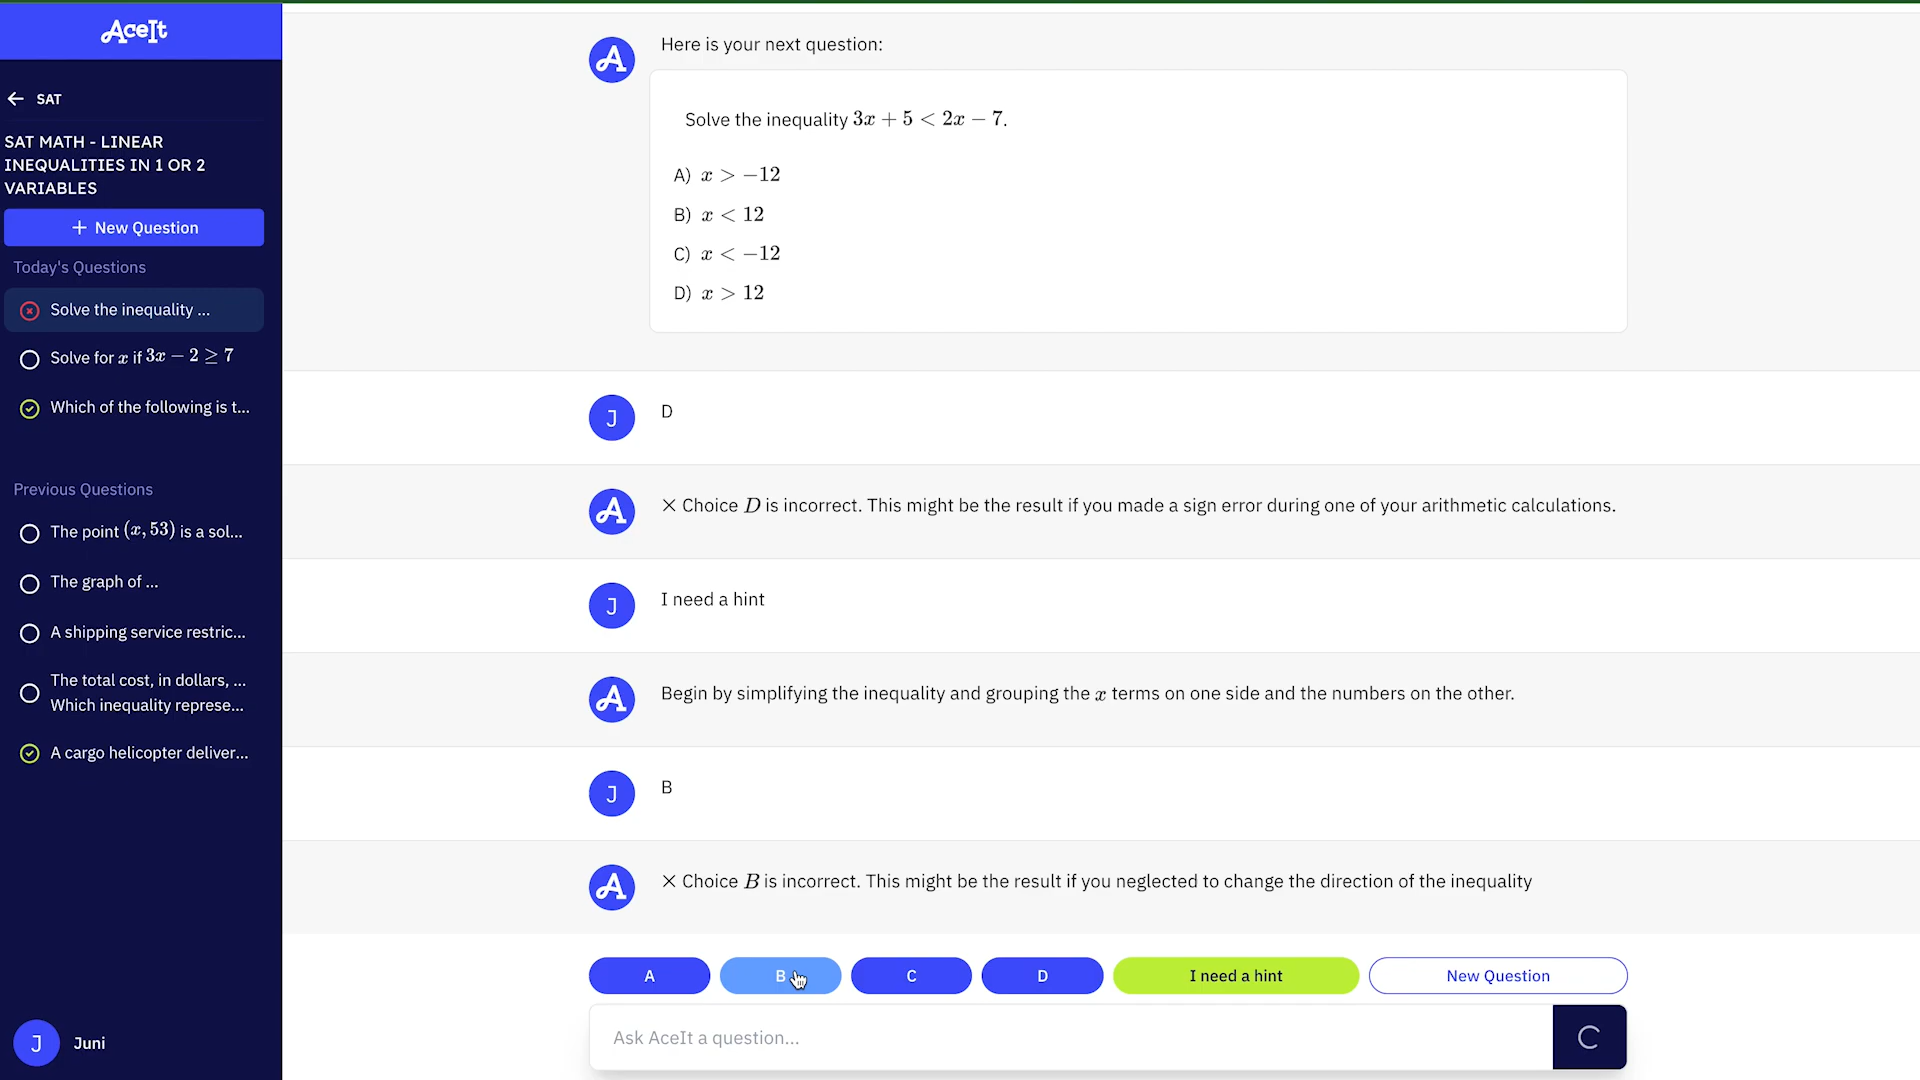 AceIt
SAT
SAT MATH - LINEAR
INEQUALITIES IN 1 OR 2
VARIABLES
+ New Question
Today's Questions
Solve the inequality ...
Solve for x if 3x − 2 ≥ 7
Which of the following is t...
Previous Questions
The point (x, 53) is a sol...
The graph of ...
A shipping service restric...
The total cost, in dollars, ...
Which inequality represe...
A cargo helicopter deliver...
J Juni
Here is your next question:
Solve the inequality 3x + 5 < 2x − 7.
A) x > −12
B) x < 12
C) x < −12
D) x > 12
J D
A × Choice D is incorrect. This might be the result if you made a sign error during one of your arithmetic calculations.
J I need a hint
A Begin by simplifying the inequality and grouping the x terms on one side and the numbers on the other.
J B
A × Choice B is incorrect. This might be the result if you neglected to change the direction of the inequality
A B C D I need a hint New Question
Ask AceIt a question...